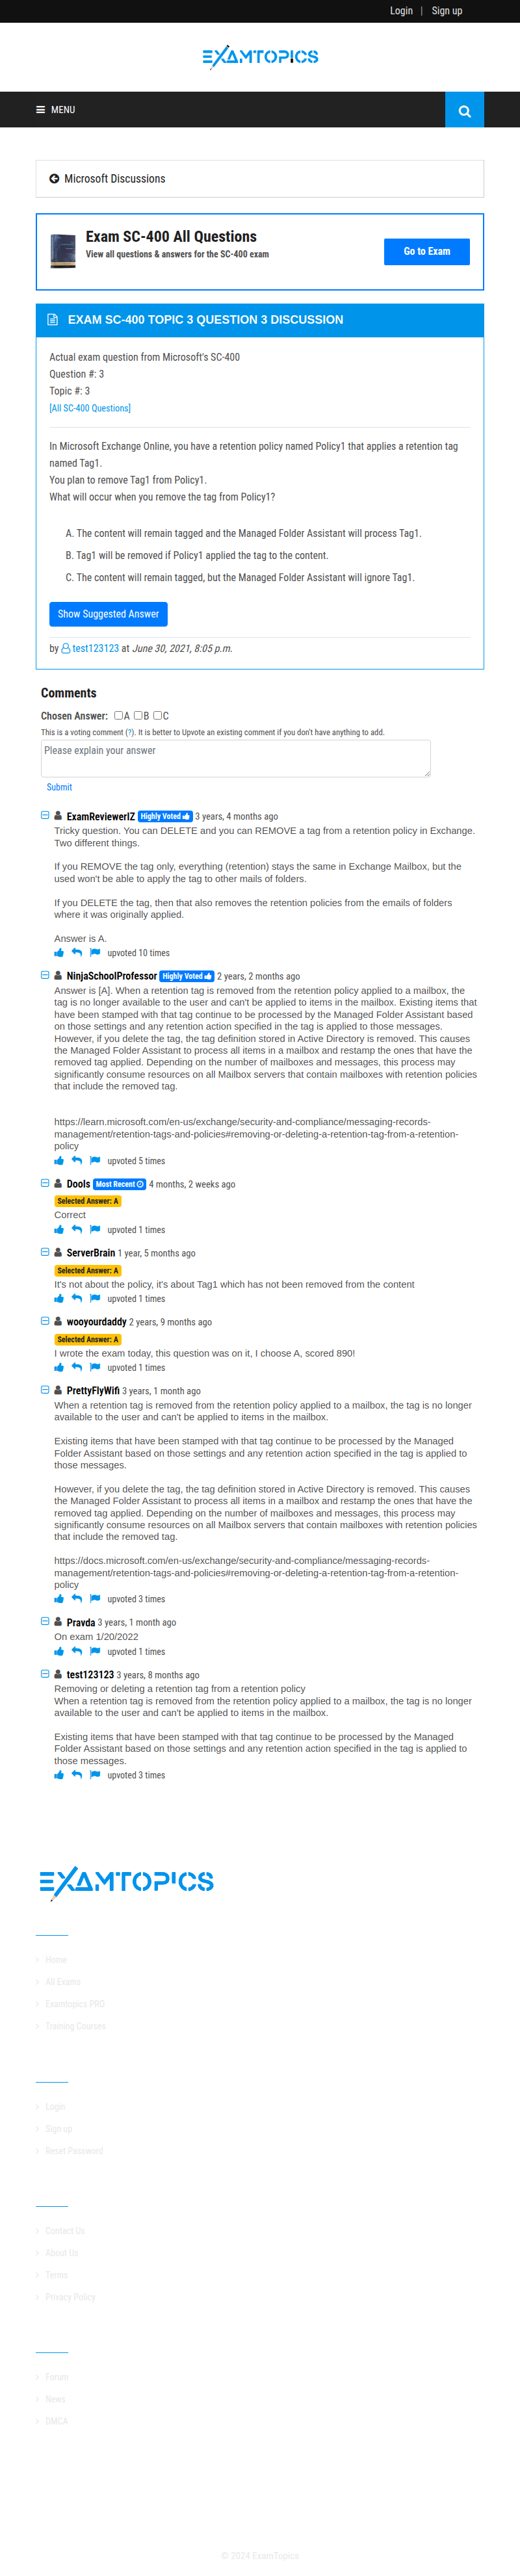 Login | Sign up
EXAMTOPICS
MENU
Microsoft Discussions
Exam SC-400 All Questions
View all questions & answers for the SC-400 exam
Go to Exam
EXAM SC-400 TOPIC 3 QUESTION 3 DISCUSSION
Actual exam question from Microsoft's SC-400
Question #: 3
Topic #: 3
[All SC-400 Questions]
In Microsoft Exchange Online, you have a retention policy named Policy1 that applies a retention tag
named Tag1.
You plan to remove Tag1 from Policy1.
What will occur when you remove the tag from Policy1?
A. The content will remain tagged and the Managed Folder Assistant will process Tag1.
B. Tag1 will be removed if Policy1 applied the tag to the content.
C. The content will remain tagged, but the Managed Folder Assistant will ignore Tag1.
Show Suggested Answer
by test123123 at June 30, 2021, 8:05 p.m.
Comments
Chosen Answer: A B C
This is a voting comment (?). It is better to Upvote an existing comment if you don't have anything to add.
Please explain your answer
Submit
ExamReviewerIZ Highly Voted 3 years, 4 months ago
Tricky question. You can DELETE and you can REMOVE a tag from a retention policy in Exchange.
Two different things.
If you REMOVE the tag only, everything (retention) stays the same in Exchange Mailbox, but the
used won't be able to apply the tag to other mails of folders.
If you DELETE the tag, then that also removes the retention policies from the emails of folders
where it was originally applied.
Answer is A.
upvoted 10 times
NinjaSchoolProfessor Highly Voted 2 years, 2 months ago
Answer is [A]. When a retention tag is removed from the retention policy applied to a mailbox, the
tag is no longer available to the user and can't be applied to items in the mailbox. Existing items that
have been stamped with that tag continue to be processed by the Managed Folder Assistant based
on those settings and any retention action specified in the tag is applied to those messages.
However, if you delete the tag, the tag definition stored in Active Directory is removed. This causes
the Managed Folder Assistant to process all items in a mailbox and restamp the ones that have the
removed tag applied. Depending on the number of mailboxes and messages, this process may
significantly consume resources on all Mailbox servers that contain mailboxes with retention policies
that include the removed tag.
https://learn.microsoft.com/en-us/exchange/security-and-compliance/messaging-records-
management/retention-tags-and-policies#removing-or-deleting-a-retention-tag-from-a-retention-
policy
upvoted 5 times
Dools Most Recent 4 months, 2 weeks ago
Selected Answer: A
Correct
upvoted 1 times
ServerBrain 1 year, 5 months ago
Selected Answer: A
It's not about the policy, it's about Tag1 which has not been removed from the content
upvoted 1 times
wooyourdaddy 2 years, 9 months ago
Selected Answer: A
I wrote the exam today, this question was on it, I choose A, scored 890!
upvoted 1 times
PrettyFlyWifi 3 years, 1 month ago
When a retention tag is removed from the retention policy applied to a mailbox, the tag is no longer
available to the user and can't be applied to items in the mailbox.
Existing items that have been stamped with that tag continue to be processed by the Managed
Folder Assistant based on those settings and any retention action specified in the tag is applied to
those messages.
However, if you delete the tag, the tag definition stored in Active Directory is removed. This causes
the Managed Folder Assistant to process all items in a mailbox and restamp the ones that have the
removed tag applied. Depending on the number of mailboxes and messages, this process may
significantly consume resources on all Mailbox servers that contain mailboxes with retention policies
that include the removed tag.
https://docs.microsoft.com/en-us/exchange/security-and-compliance/messaging-records-
management/retention-tags-and-policies#removing-or-deleting-a-retention-tag-from-a-retention-
policy
upvoted 3 times
Pravda 3 years, 1 month ago
On exam 1/20/2022
upvoted 1 times
test123123 3 years, 8 months ago
Removing or deleting a retention tag from a retention policy
When a retention tag is removed from the retention policy applied to a mailbox, the tag is no longer
available to the user and can't be applied to items in the mailbox.
Existing items that have been stamped with that tag continue to be processed by the Managed
Folder Assistant based on those settings and any retention action specified in the tag is applied to
those messages.
upvoted 3 times
EXAMTOPICS
Home
All Exams
Examtopics PRO
Training Courses
Login
Sign up
Reset Password
Contact Us
About Us
Terms
Privacy Policy
Forum
News
DMCA
© 2024 ExamTopics